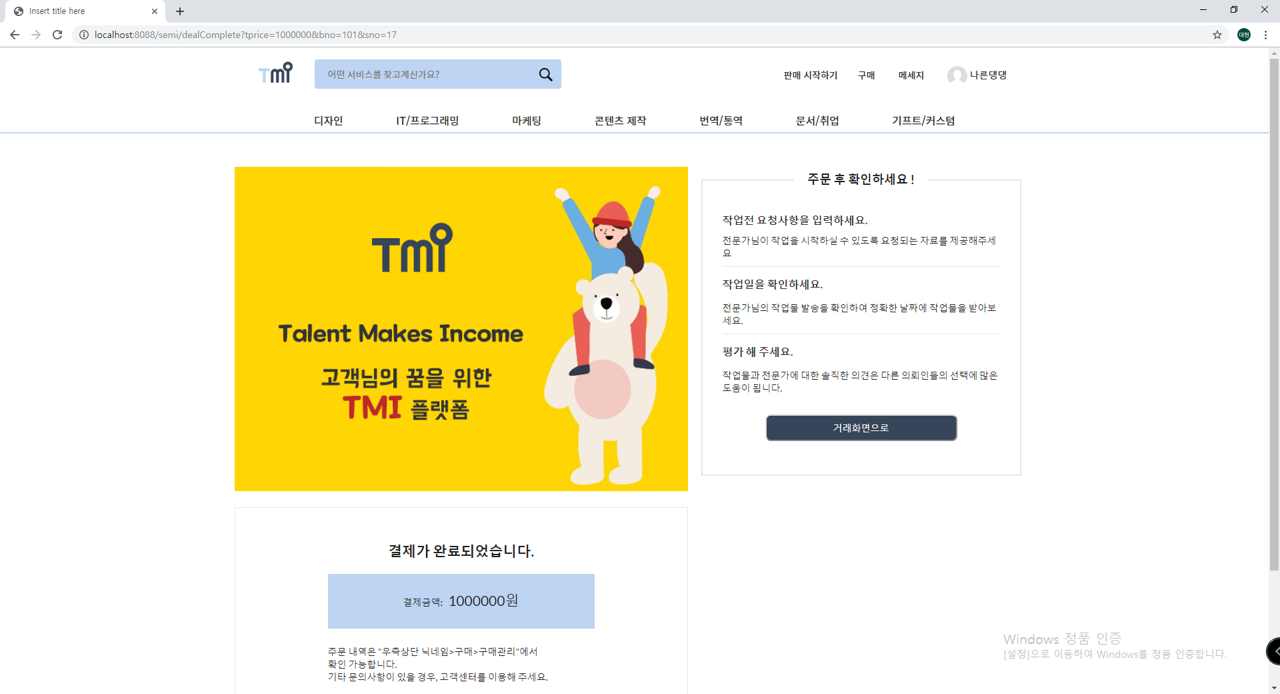 Insert title here
localhost:8088/semi/dealComplete?tprice=1000000&bno=101&sno=17
대현
Tmi
어떤 서비스를 찾고계신가요?
판매 시작하기 구매 메세지 나른댕댕
디자인 IT/프로그래밍 마케팅 콘텐츠 제작 번역/통역 문서/취업 기프트/커스텀
Tmi
Talent Makes Income
고객님의 꿈을 위한
TMI 플랫폼
주문 후 확인하세요 !
작업전 요청사항을 입력하세요.
전문가님이 작업을 시작하실 수 있도록 요청되는 자료를 제공해주세
요
작업일을 확인하세요.
전문가님의 작업물 발송을 확인하여 정확한 날짜에 작업물을 받아보
세요.
평가 해 주세요.
작업물과 전문가에 대한 솔직한 의견은 다른 의뢰인들의 선택에 많은
도움이 됩니다.
거래화면으로
결제가 완료되었습니다.
결제금액: 1000000원
주문 내역은 "우측상단 닉네임>구매>구매관리"에서
확인 가능합니다.
기타 문의사항이 있을 경우, 고객센터를 이용해 주세요.
Windows 정품 인증
[설정]으로 이동하여 Windows를 정품 인증합니다.